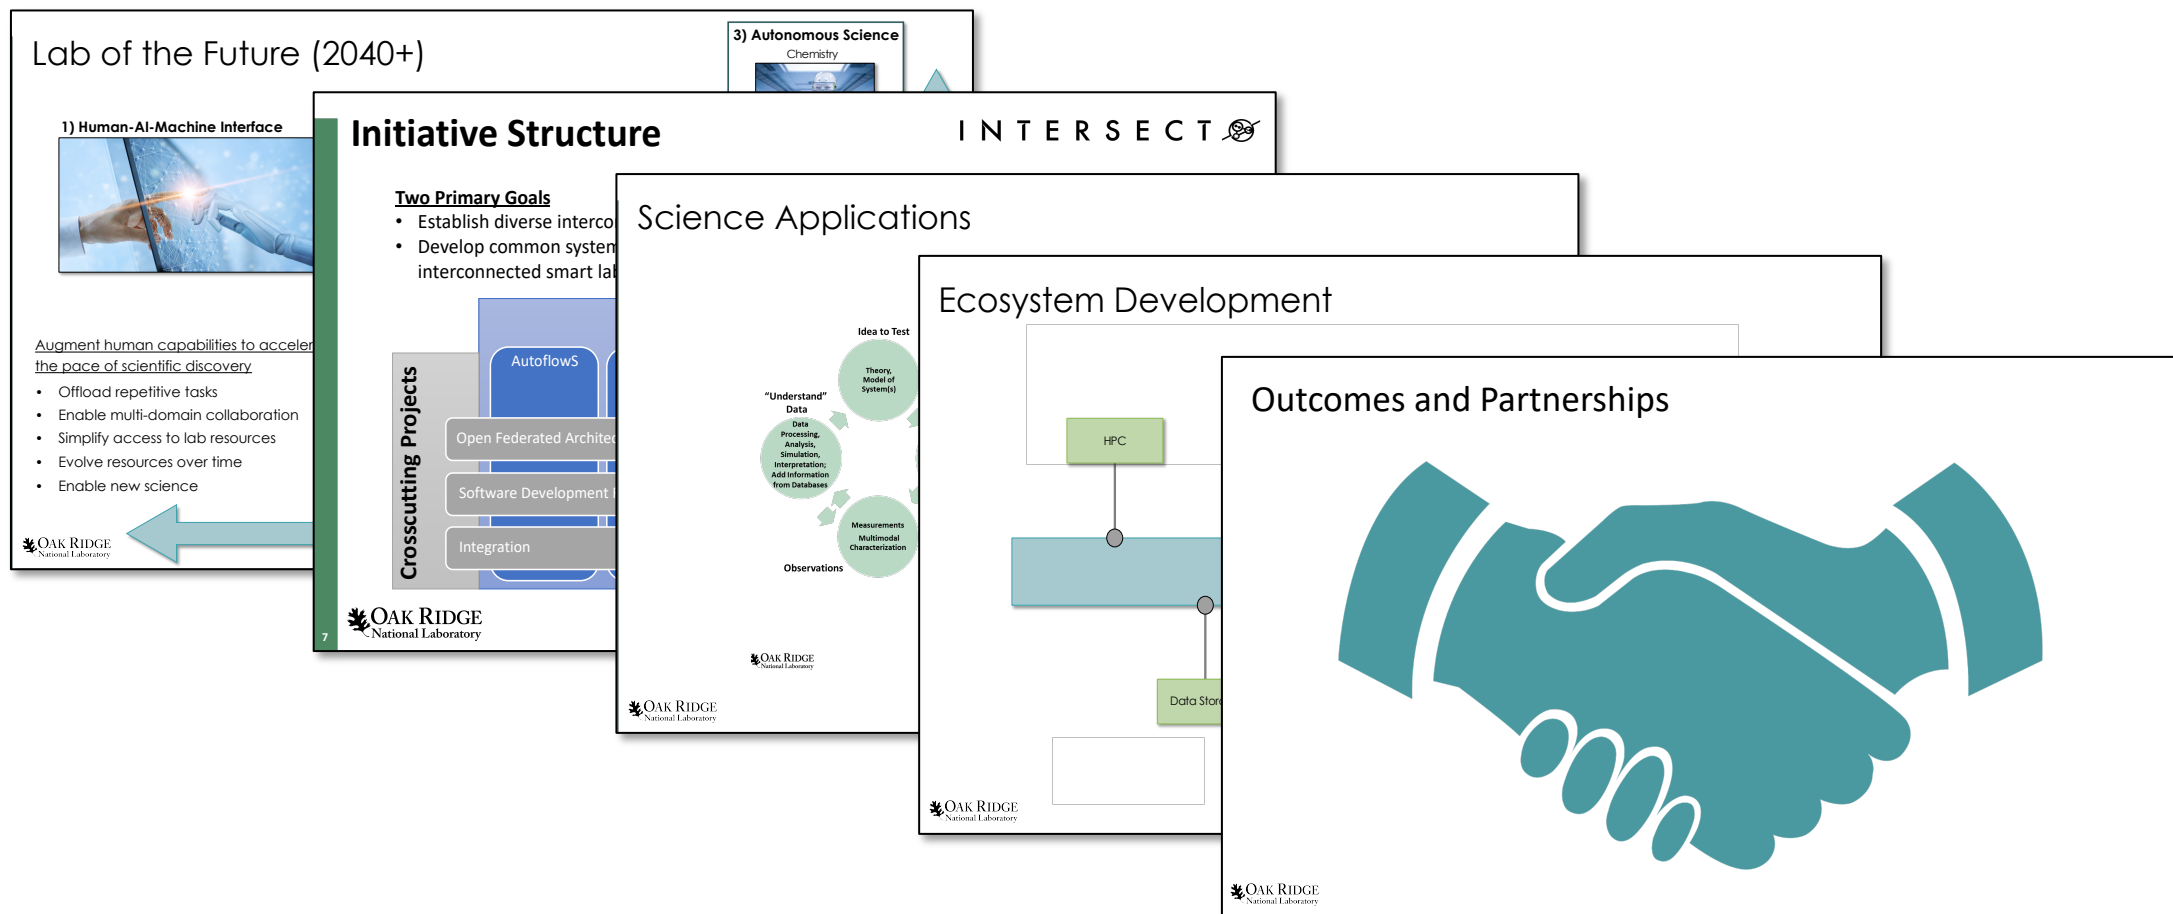 Lab of the Future (2040+)
3) Autonomous Science
Chemistry
1) Human-AI-Machine Interface
Augment human capabilities to acceler
the pace of scientific discovery
• Offload repetitive tasks
• Enable multi-domain collaboration
• Simplify access to lab resources
• Evolve resources over time
• Enable new science
OAK RIDGE
National Laboratory
Initiative Structure
INTERSECT
Two Primary Goals
• Establish diverse interco
• Develop common system
interconnected smart lab
AutoflowS
Crosscutting Projects
Open Federated Architec
Software Development
Integration
7
OAK RIDGE
National Laboratory
Science Applications
Idea to Test
Theory,
Model of
System(s)
“Understand”
Data
Data
Processing,
Analysis,
Simulation,
Interpretation;
Add Information
from Databases
Measurements
Multimodal
Characterization
Observations
OAK RIDGE
National Laboratory
OAK RIDGE
National Laboratory
Ecosystem Development
HPC
Data Stor
OAK RIDGE
National Laboratory
Outcomes and Partnerships
OAK RIDGE
National Laboratory